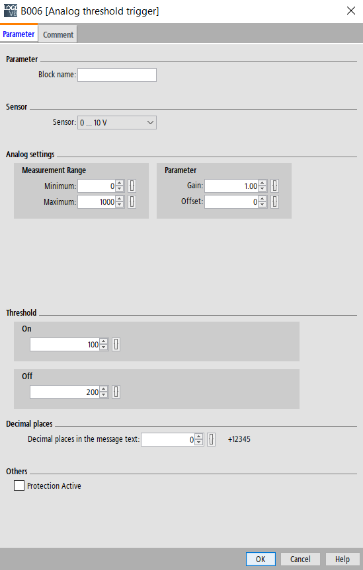 B006 [Analog threshold trigger]
Parameter Comment
Parameter
Block name:
Sensor
Sensor: 0 ... 10 V
Analog settings
Measurement Range
Minimum: 0
Maximum: 1000
Parameter
Gain: 1.00
Offset: 0
Threshold
On
100
Off
200
Decimal places
Decimal places in the message text: 0 +12345
Others
Protection Active
OK Cancel Help